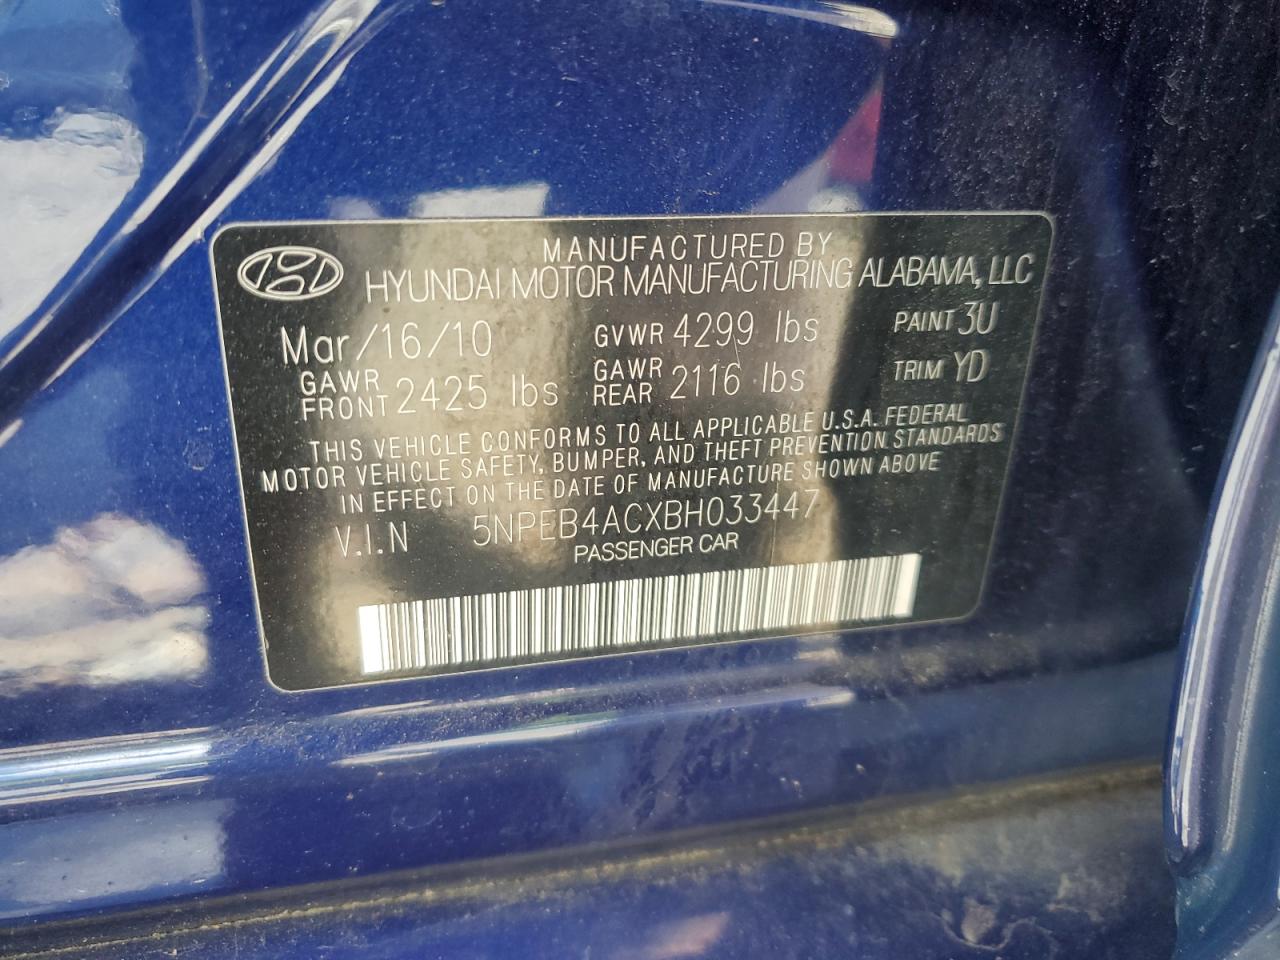 MANUFACTURED BY
HYUNDAI MOTOR MANUFACTURING ALABAMA, LLC
Mar/16/10 GVWR 4299 lbs PAINT 3U
GAWR FRONT 2425 lbs GAWR REAR 2116 lbs TRIM YD
THIS VEHICLE CONFORMS TO ALL APPLICABLE U.S.A. FEDERAL
MOTOR VEHICLE SAFETY, BUMPER, AND THEFT PREVENTION STANDARDS
IN EFFECT ON THE DATE OF MANUFACTURE SHOWN ABOVE
V.I.N 5NPEB4ACXBH033447
PASSENGER CAR